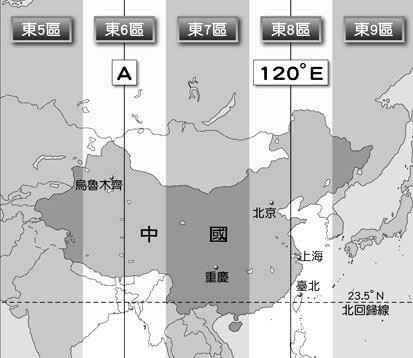 東5區 東6區 東7區 東8區 東9區
A 120°E
烏魯木齊
北京
中 國
上海
重慶
臺北
23.5°N
北回歸線